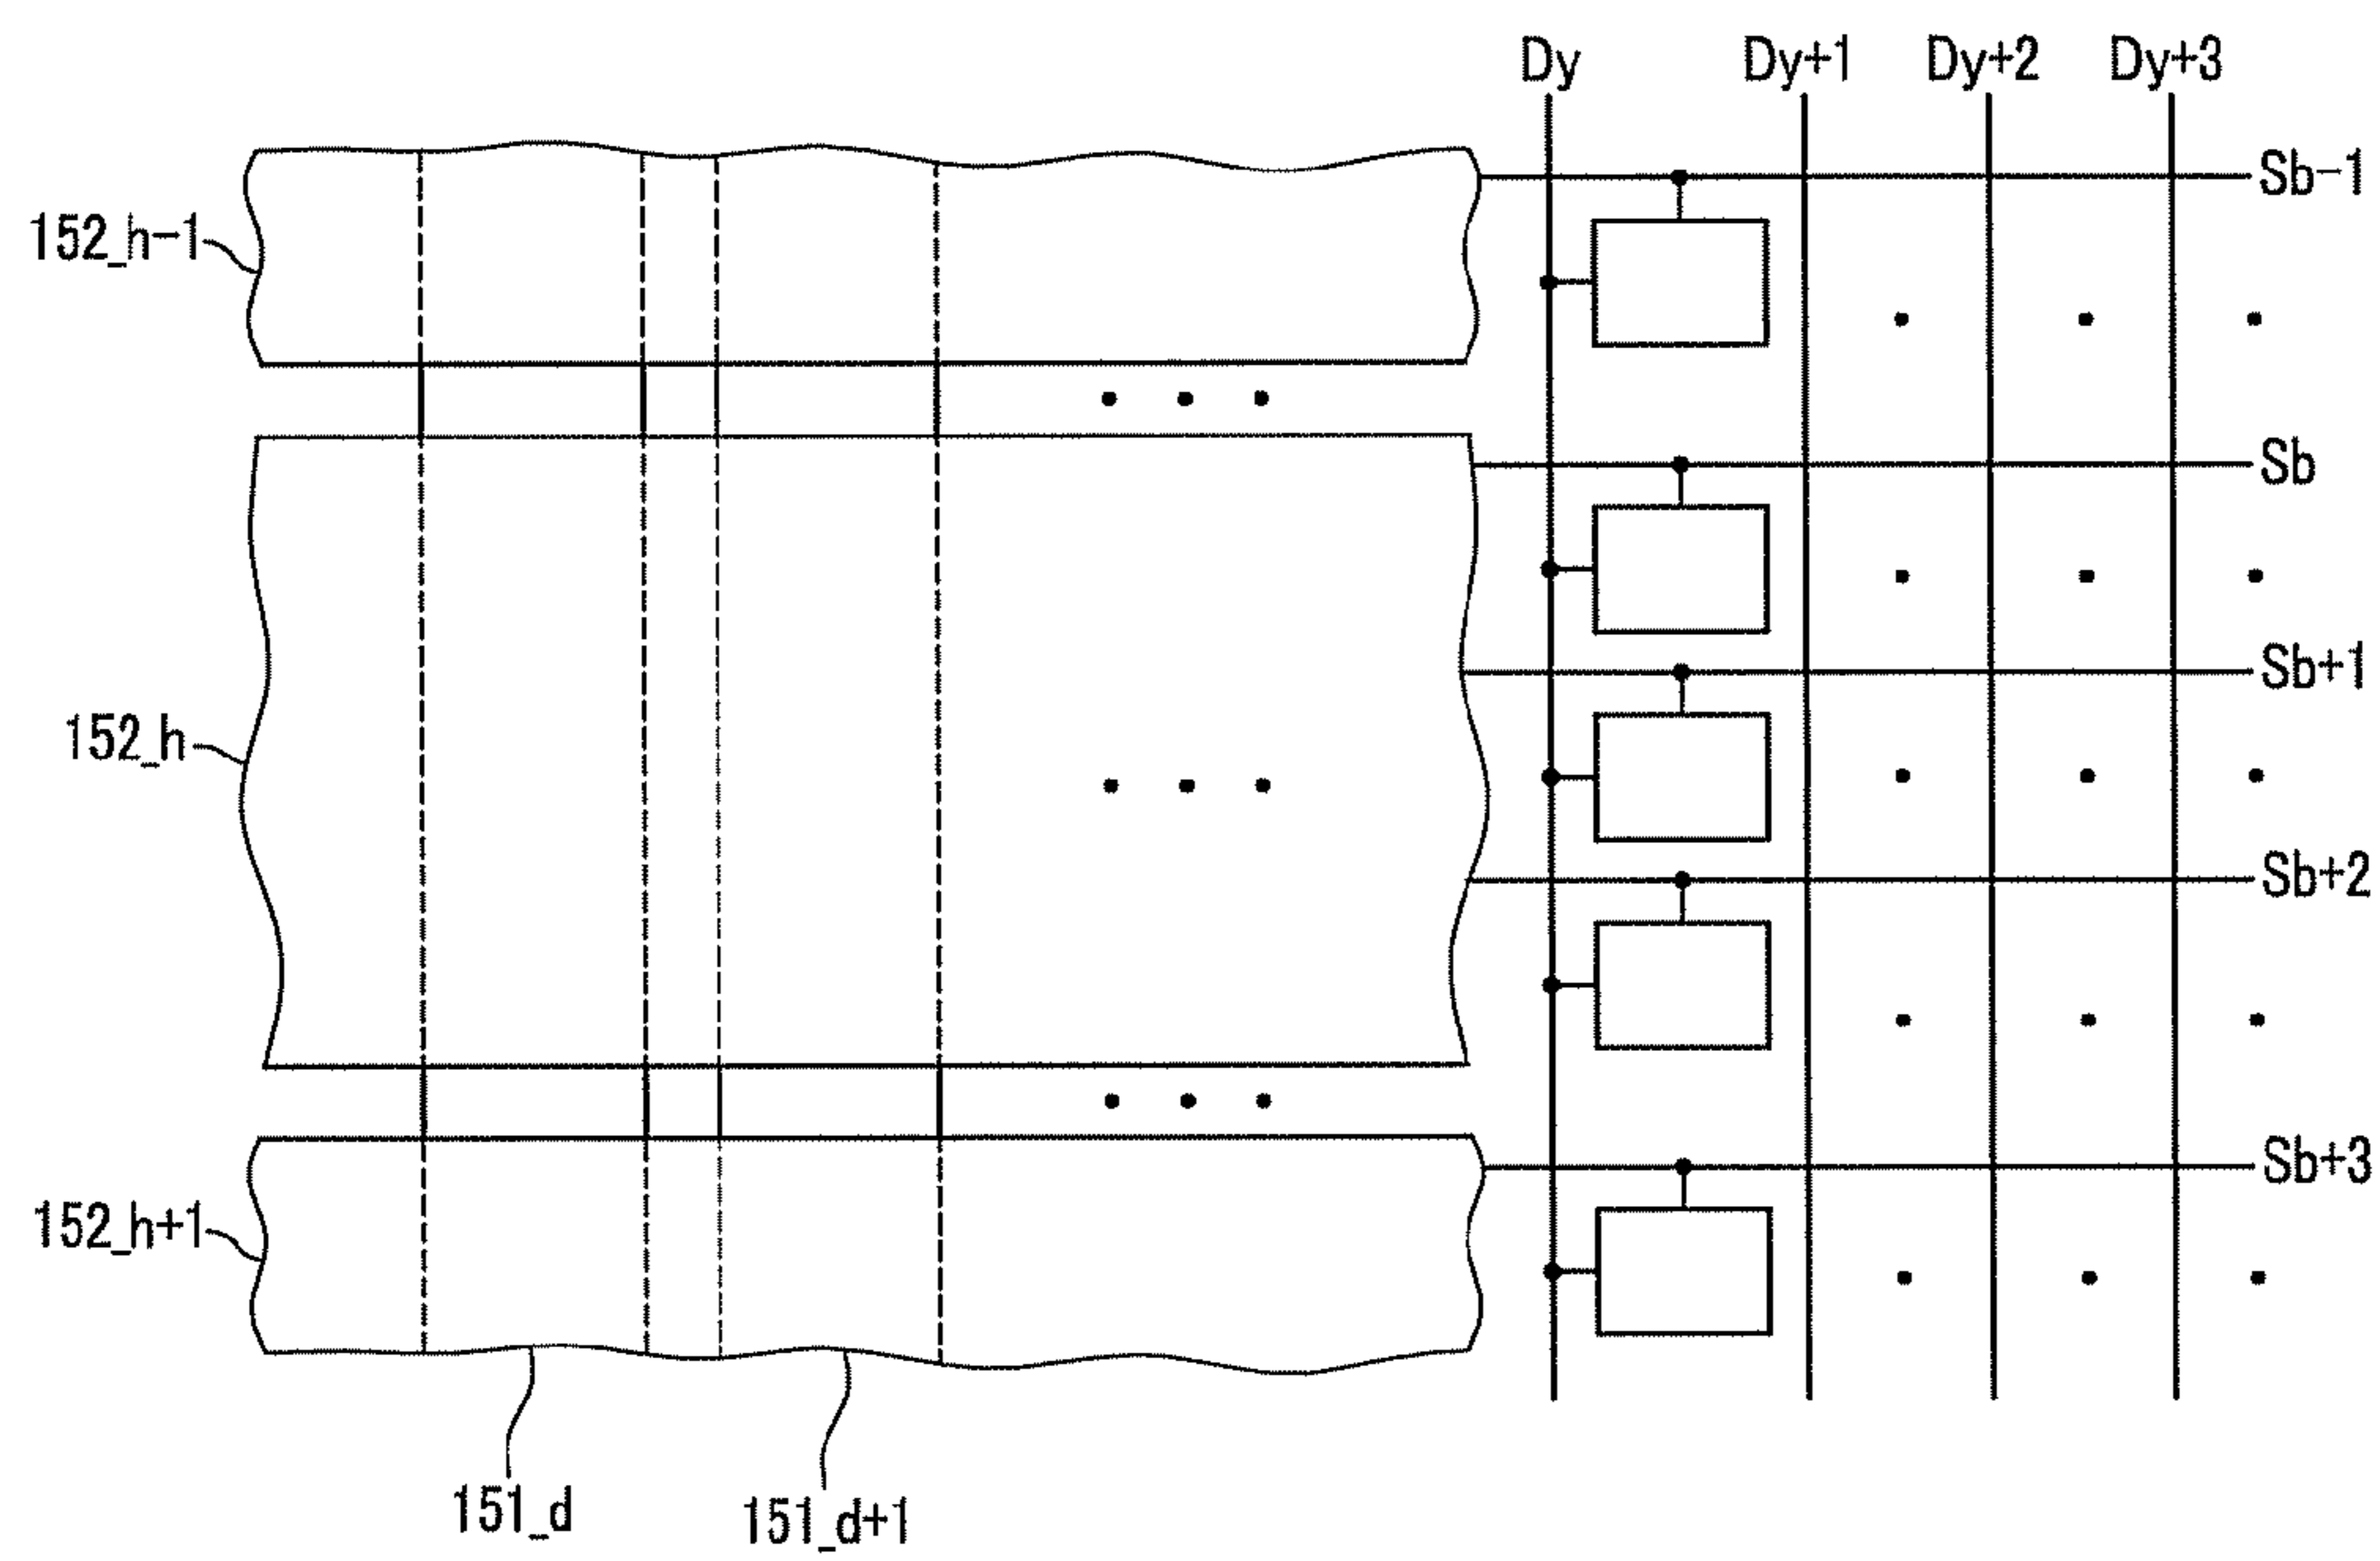 Dy Dy+1 Dy+2 Dy+3
Sb-1
152_h-1
Sb
Sb+1
152_h
Sb+2
Sb+3
152_h+1
151_d
151_d+1